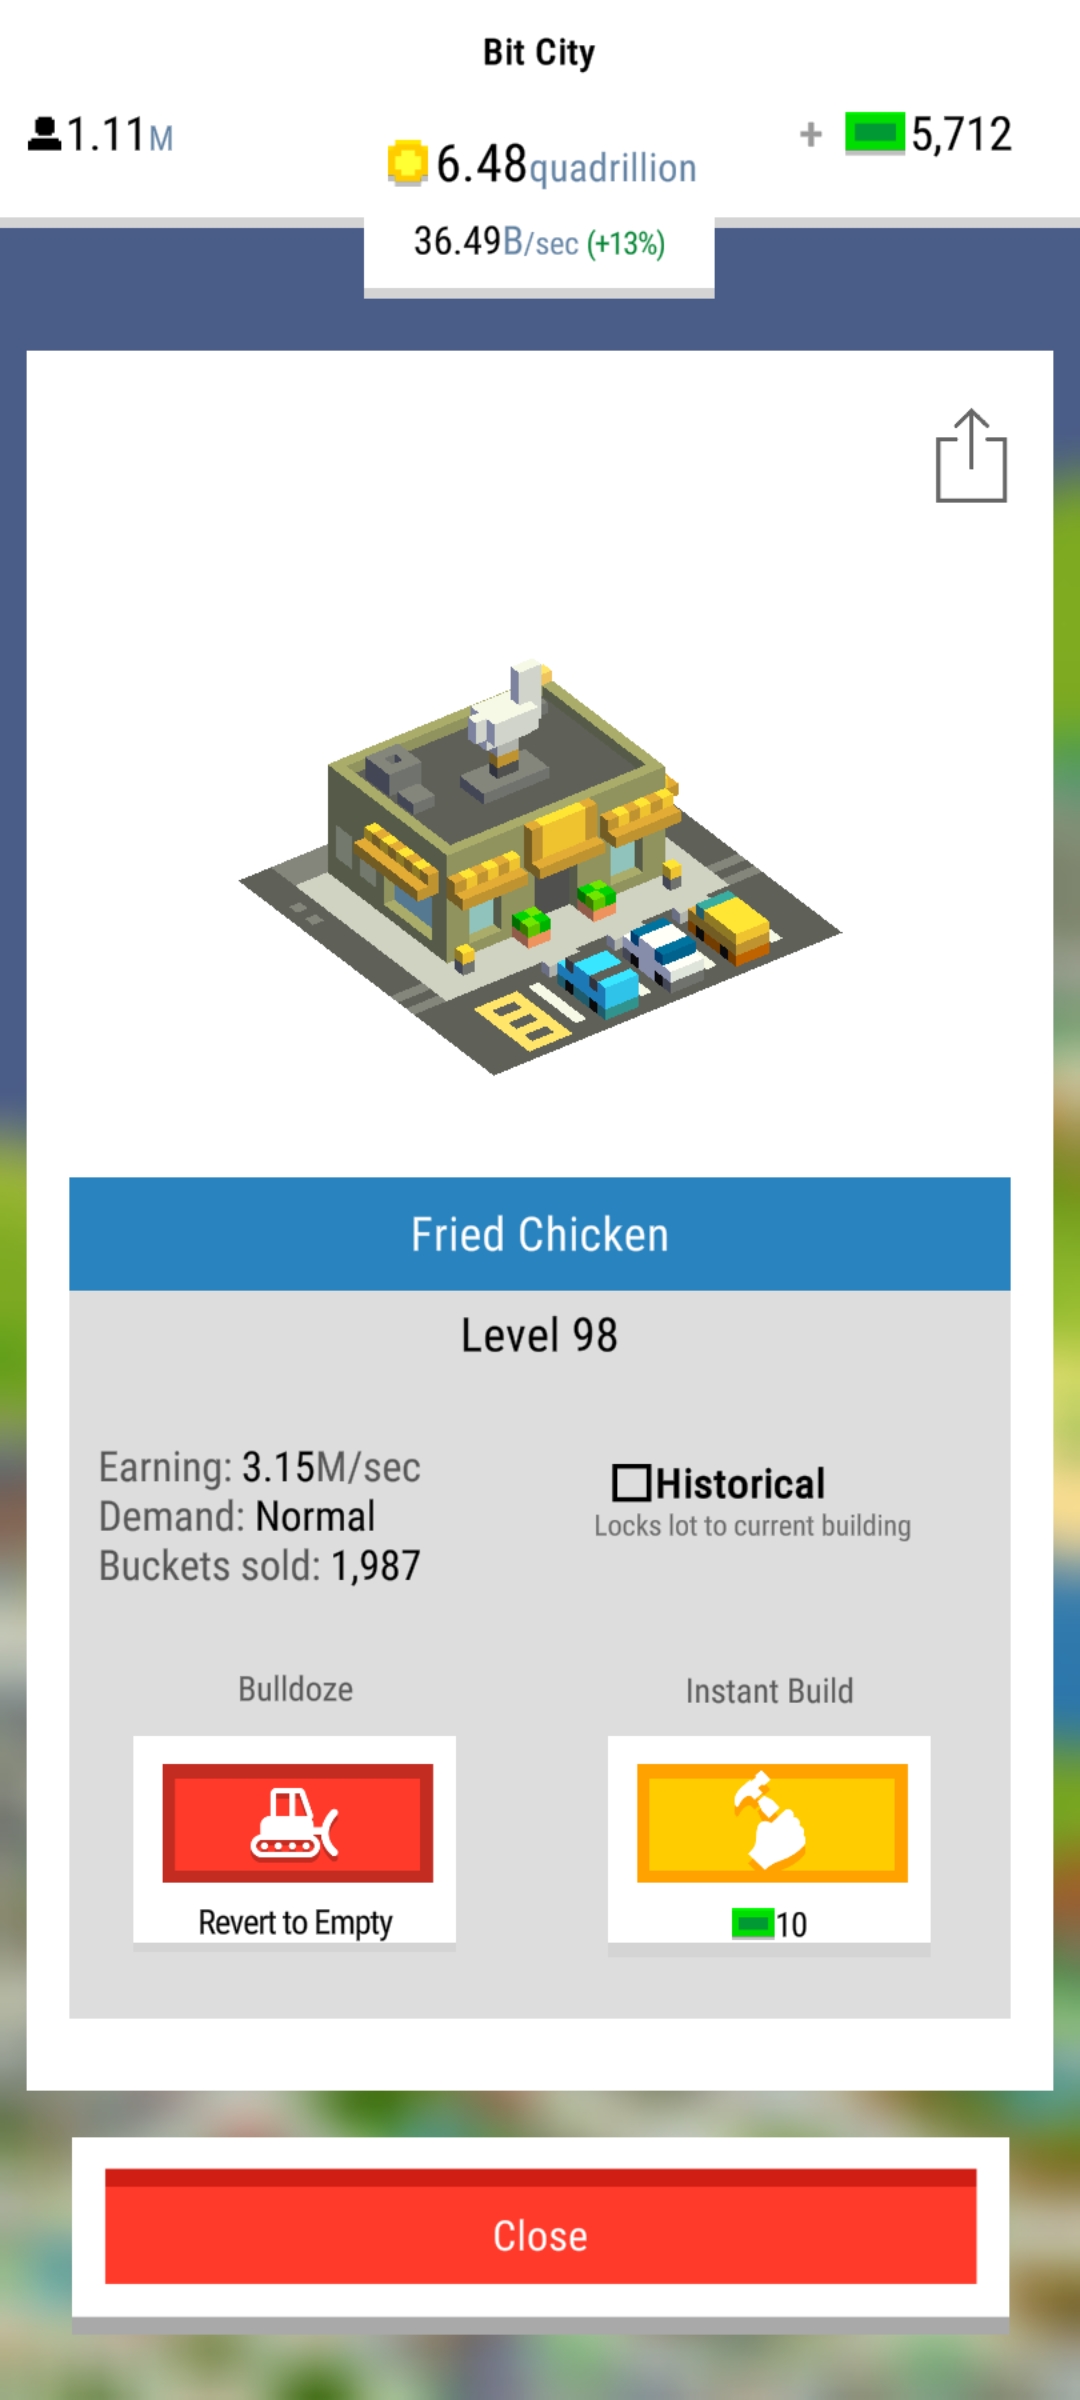 Bit City
1.11M
6.48quadrillion
+ 5,712
36.49B/sec (+13%)
Fried Chicken
Level 98
Earning: 3.15M/sec
Demand: Normal
Buckets sold: 1,987
Historical
Locks lot to current building
Bulldoze
Revert to Empty
Instant Build
10
Close